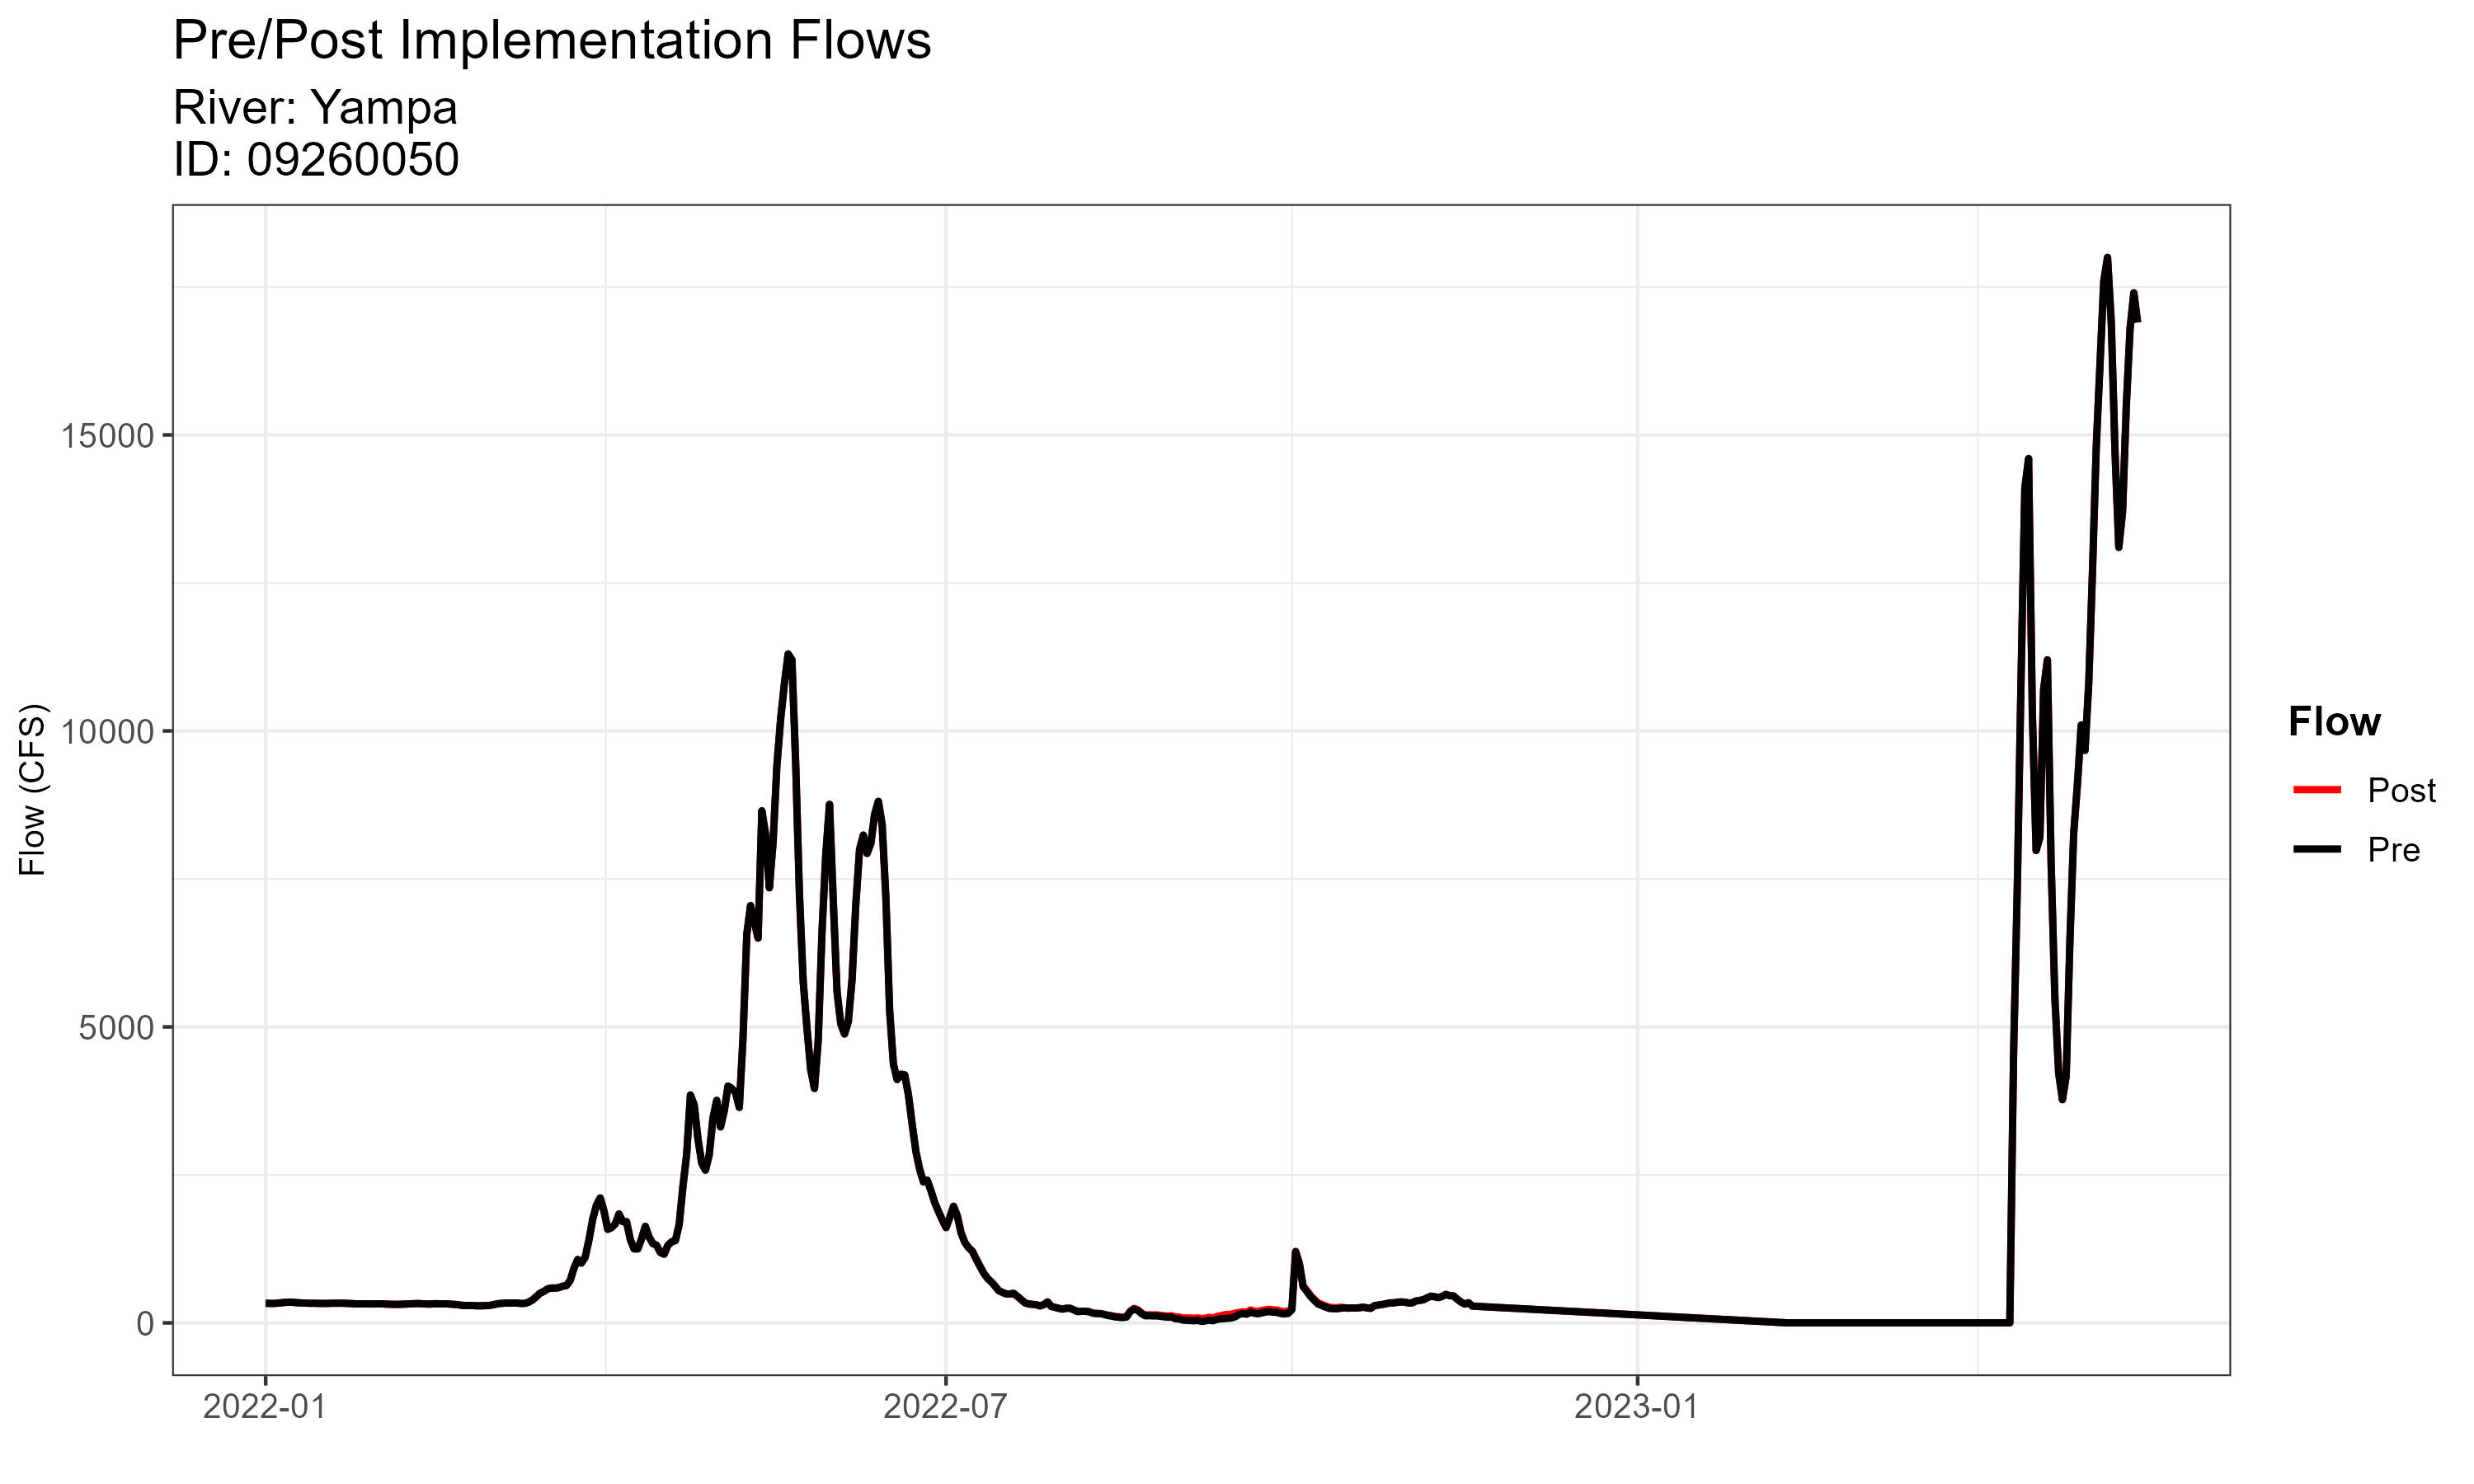 Pre/Post Implementation Flows
River: Yampa
ID: 09260050
15000
10000
5000
0
Flow (CFS)
2022-01
2022-07
2023-01
Flow
Post
Pre